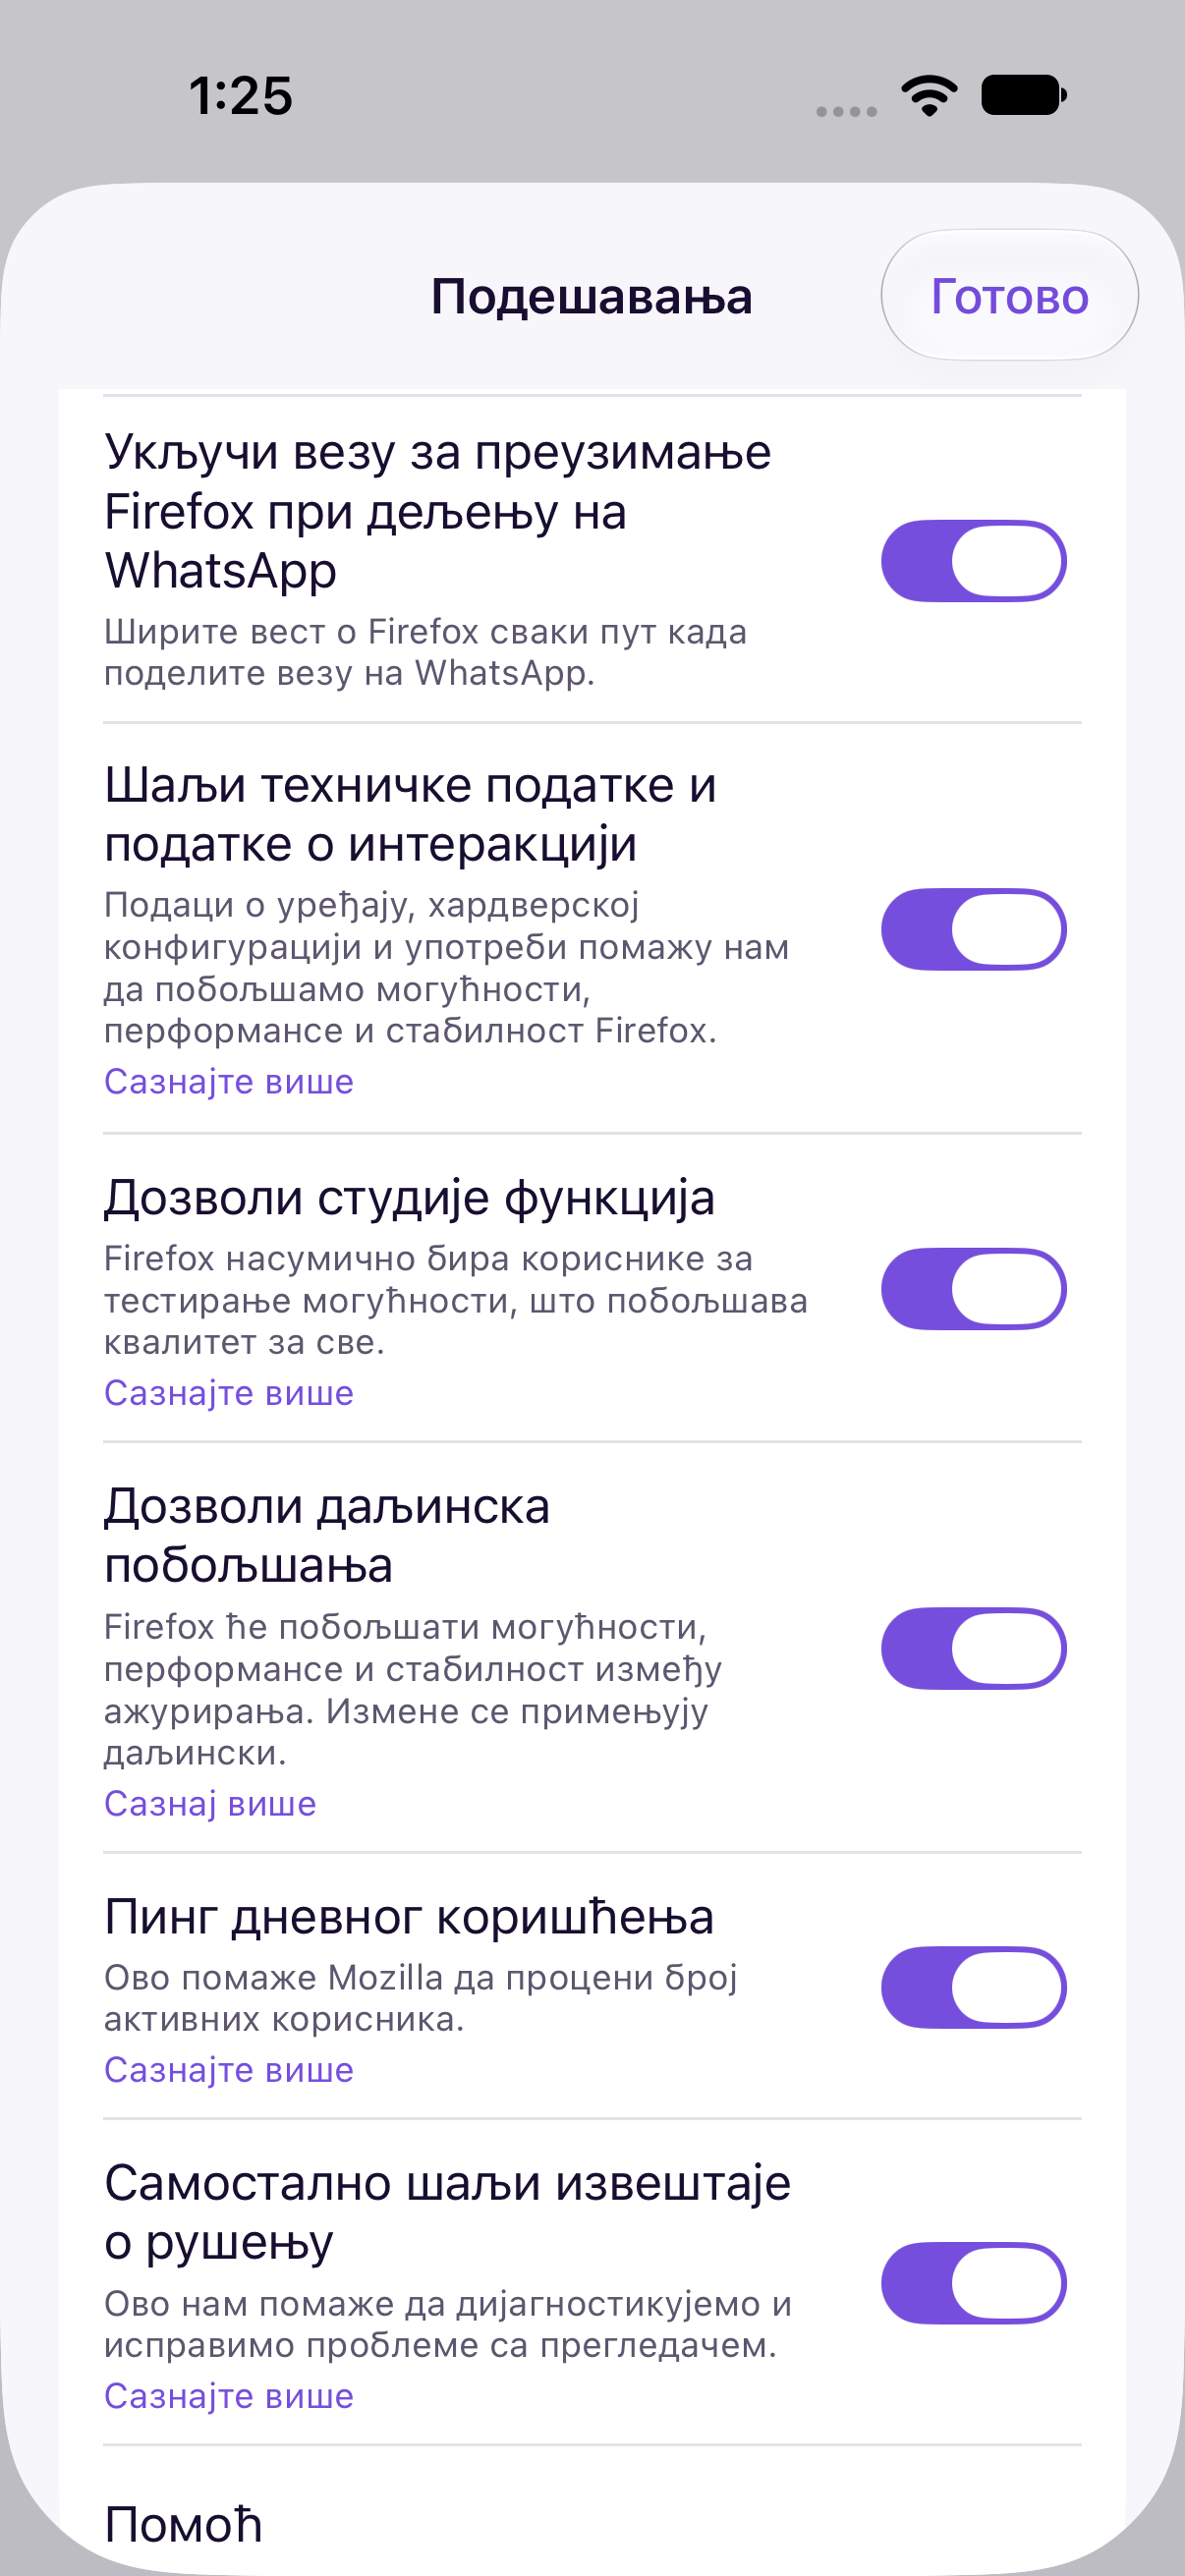 1:25
Подешавања
Готово
Укључи везу за преузимање
Firefox при дељењу на
WhatsApp
Ширите вест о Firefox сваки пут када
поделите везу на WhatsApp.
Шаљи техничке податке и
податке о интеракцији
Подаци о уређају, хардверској
конфигурацији и употреби помажу нам
да побољшамо могућности,
перформансе и стабилност Firefox.
Сазнајте више
Дозволи студије функција
Firefox насумично бира кориснике за
тестирање могућности, што побољшава
квалитет за све.
Сазнајте више
Дозволи даљинска
побољшања
Firefox ће побољшати могућности,
перформансе и стабилност између
ажурирања. Измене се примењују
даљински.
Сазнај више
Пинг дневног коришћења
Ово помаже Mozilla да процени број
активних корисника.
Сазнајте више
Самостално шаљи извештаје
о рушењу
Ово нам помаже да дијагностикујемо и
исправимо проблеме са прегледачем.
Сазнајте више
Помоћ